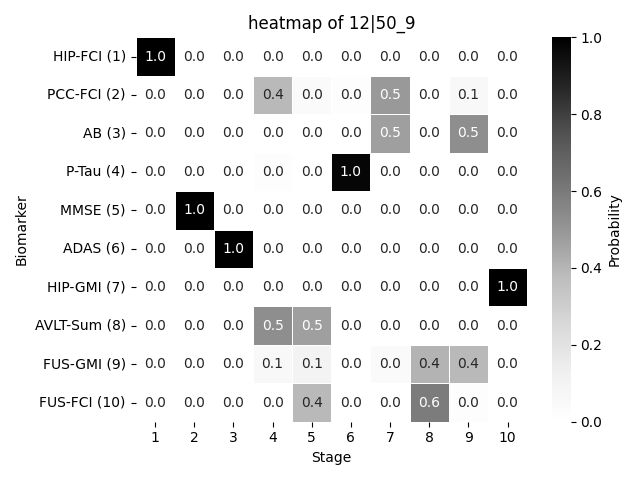 heatmap of 12|50_9
HIP-FCI (1) 1.0 0.0 0.0 0.0 0.0 0.0 0.0 0.0 0.0 0.0
PCC-FCI (2) 0.0 0.0 0.0 0.4 0.0 0.0 0.5 0.0 0.1 0.0
AB (3) 0.0 0.0 0.0 0.0 0.0 0.0 0.5 0.0 0.5 0.0
P-Tau (4) 0.0 0.0 0.0 0.0 0.0 1.0 0.0 0.0 0.0 0.0
MMSE (5) 0.0 1.0 0.0 0.0 0.0 0.0 0.0 0.0 0.0 0.0
ADAS (6) 0.0 0.0 1.0 0.0 0.0 0.0 0.0 0.0 0.0 0.0
HIP-GMI (7) 0.0 0.0 0.0 0.0 0.0 0.0 0.0 0.0 0.0 1.0
AVLT-Sum (8) 0.0 0.0 0.0 0.5 0.5 0.0 0.0 0.0 0.0 0.0
FUS-GMI (9) 0.0 0.0 0.0 0.1 0.1 0.0 0.0 0.4 0.4 0.0
FUS-FCI (10) 0.0 0.0 0.0 0.0 0.4 0.0 0.0 0.6 0.0 0.0
1 2 3 4 5 6 7 8 9 10
Stage
Biomarker
1.0
0.8
0.6
0.4
0.2
0.0
Probability